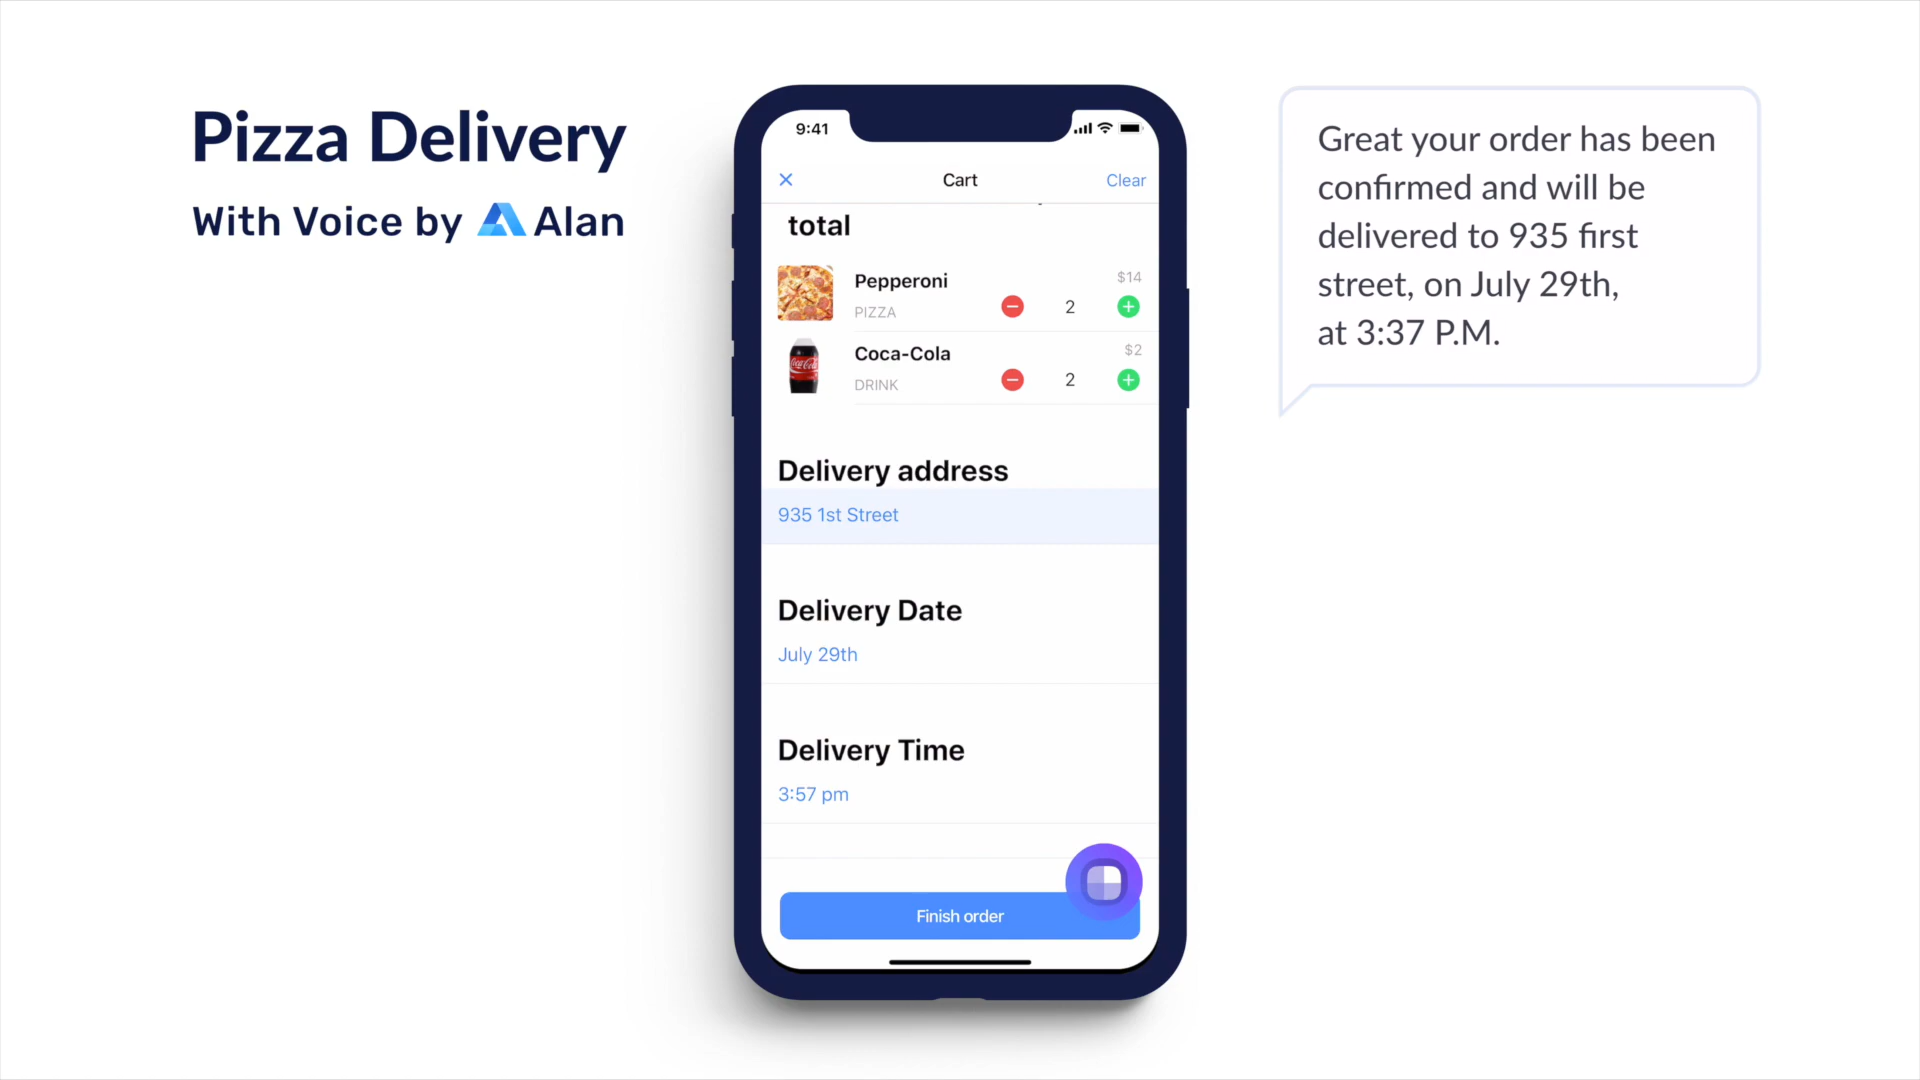 Pizza Delivery
With Voice by Alan
9:41
Cart
Clear
total
Pepperoni
$14
PIZZA
2
Coca-Cola
$2
DRINK
2
Coca-Cola
Delivery address
935 1st Street
Delivery Date
July 29th
Delivery Time
3:57 pm
Finish order
Great your order has been
confirmed and will be
delivered to 935 first
street, on July 29th,
at 3:37 P.M.